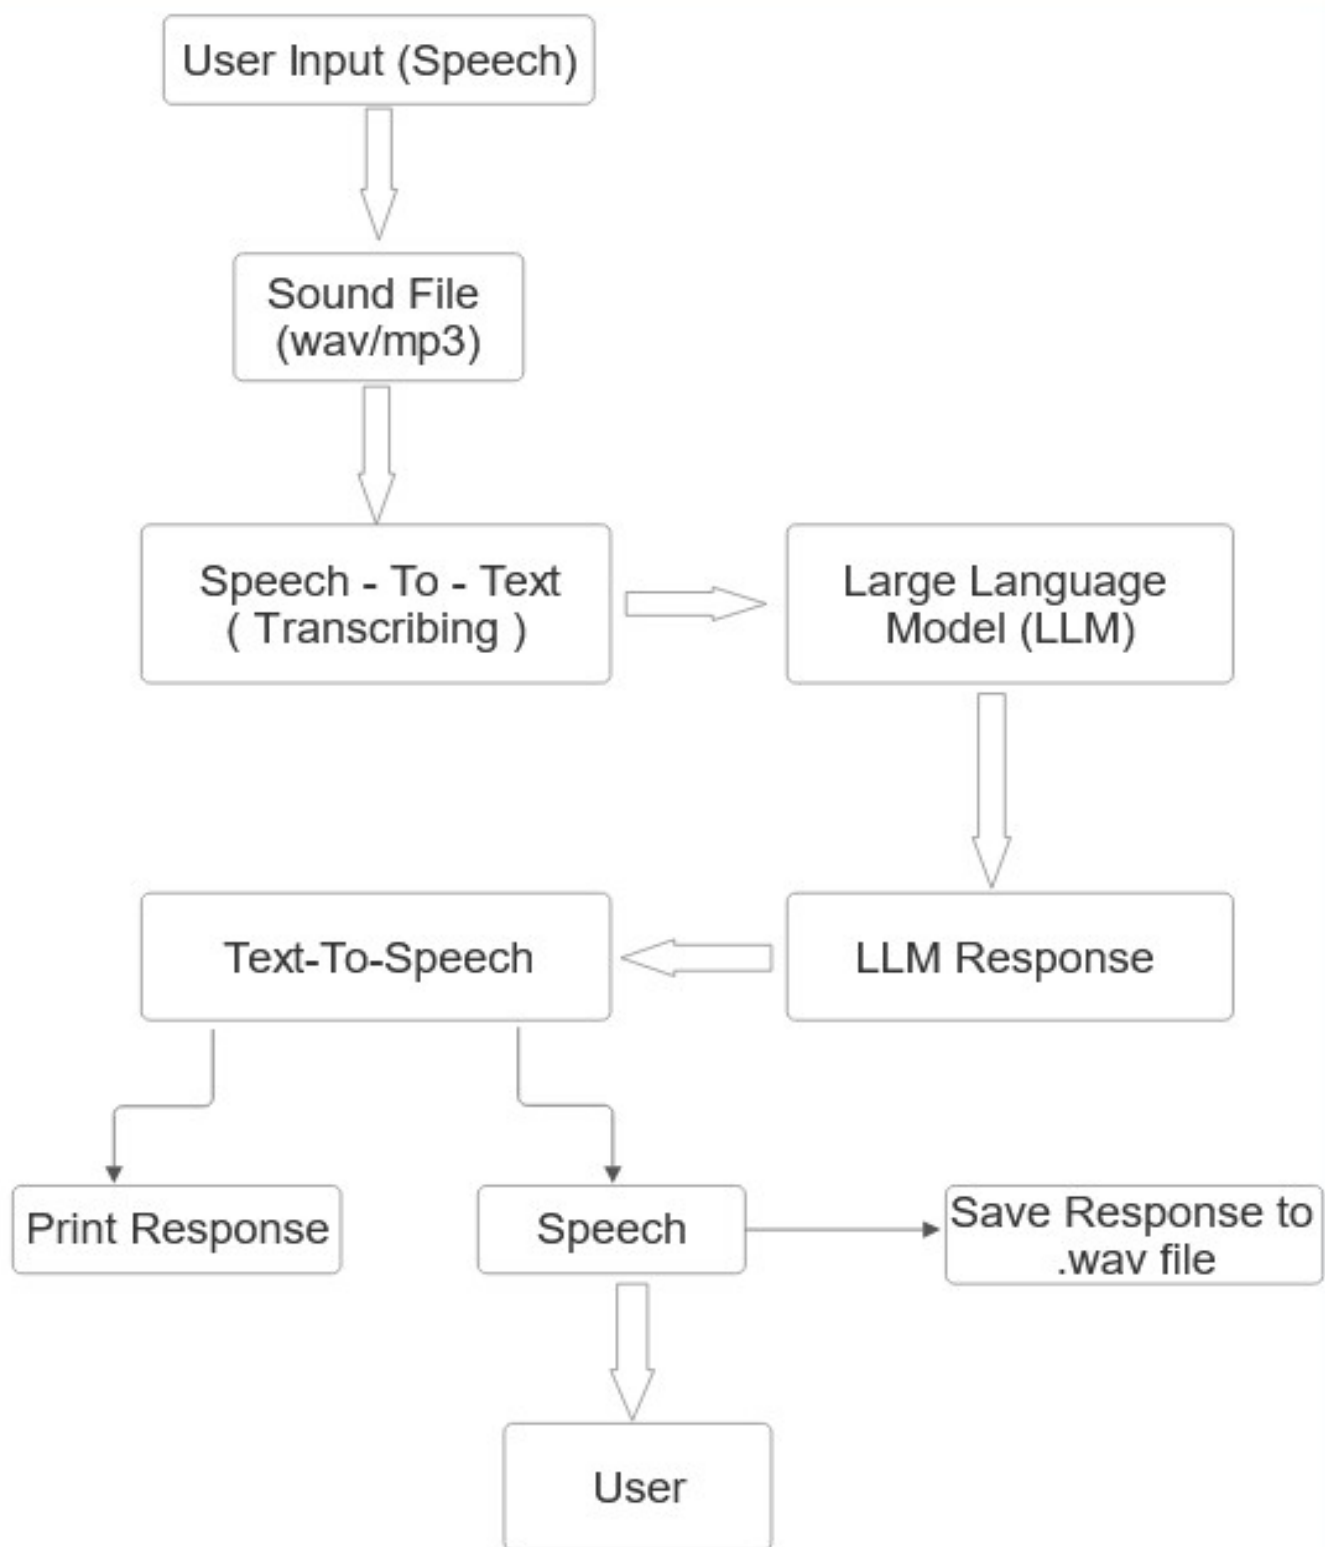 User Input (Speech)
Sound File
(wav/mp3)
Speech - To - Text
( Transcribing )
Large Language
Model (LLM)
LLM Response
Text-To-Speech
Print Response
Speech
Save Response to
.wav file
User